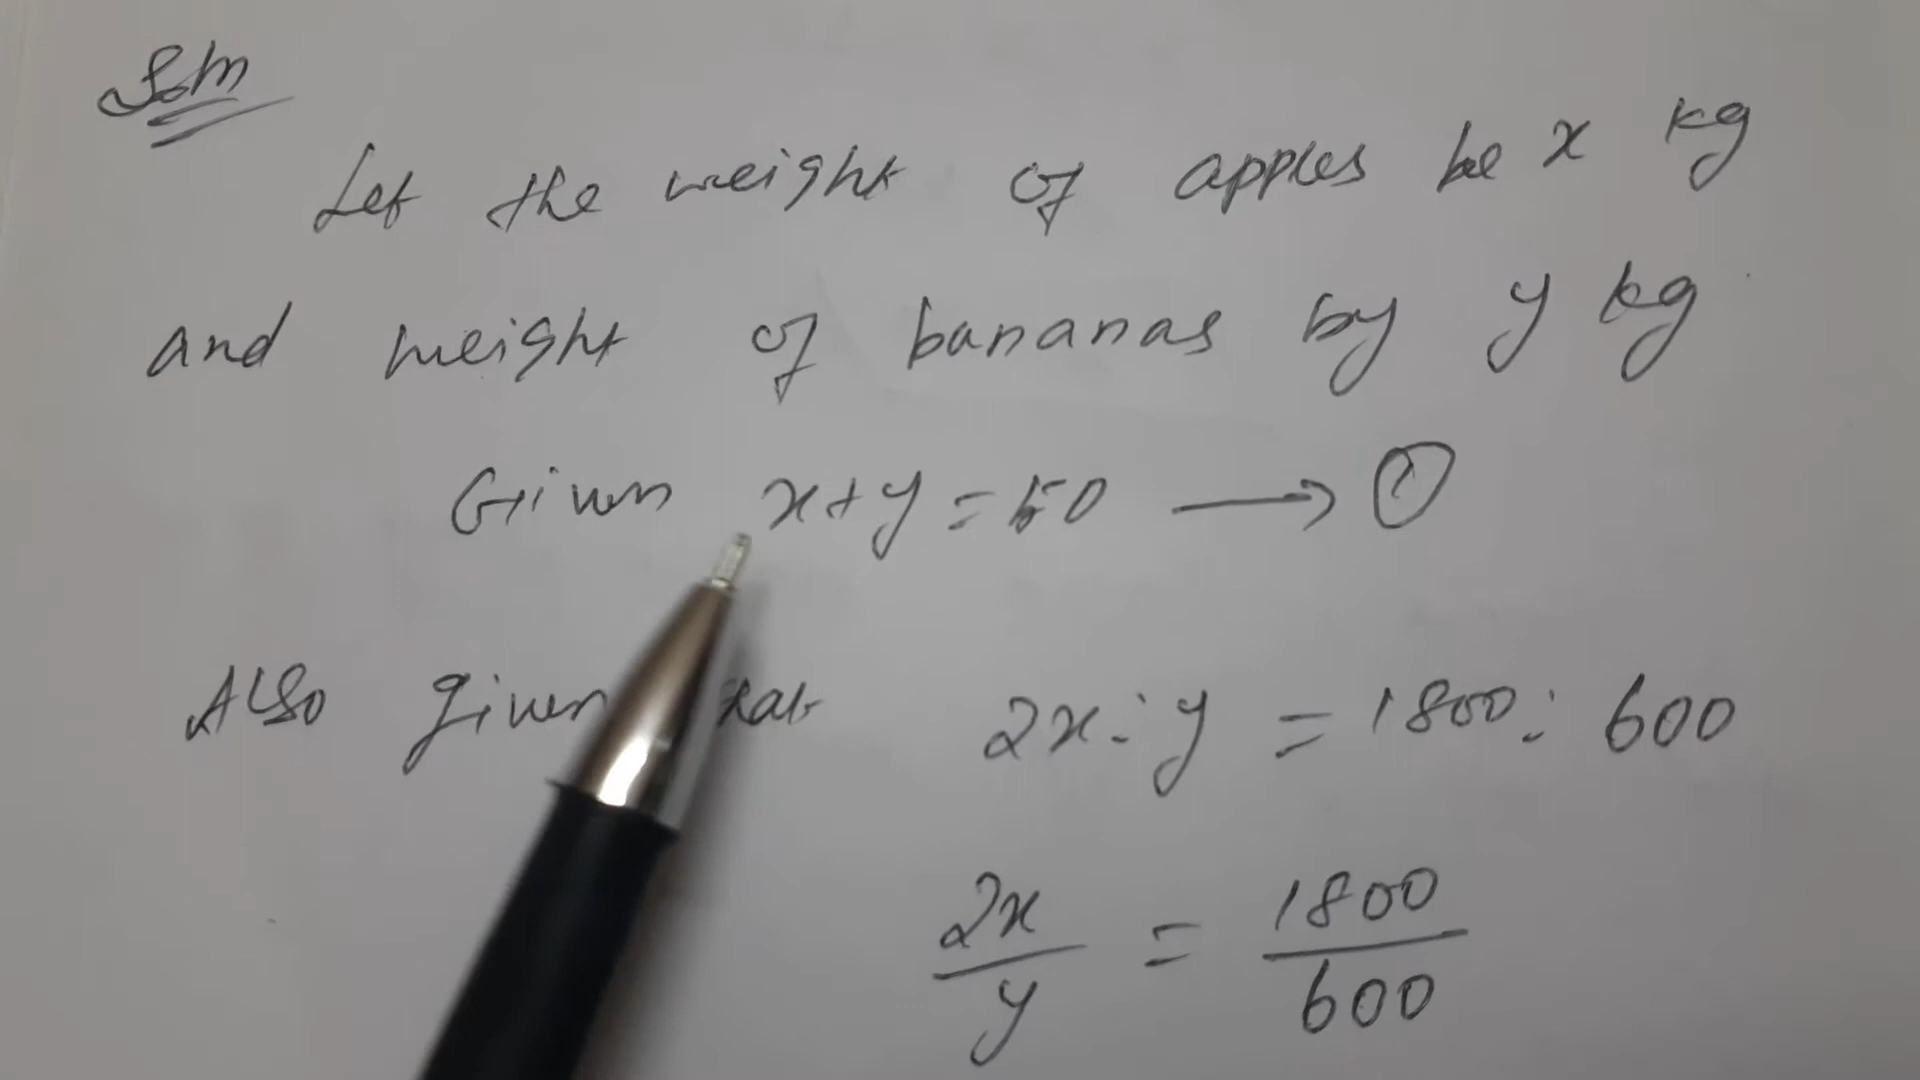 Soln
Let the weight of apples be x kg
and weight of bananas by y kg
Given x+y=50 → ①
Also given 2x:y = 1800:600
2x/y = 1800/600